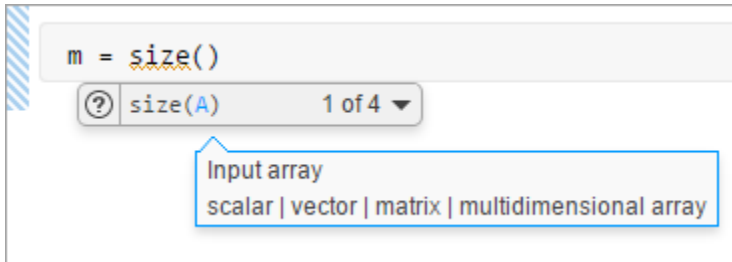 m = size()
? size(A) 1 of 4
Input array
scalar | vector | matrix | multidimensional array